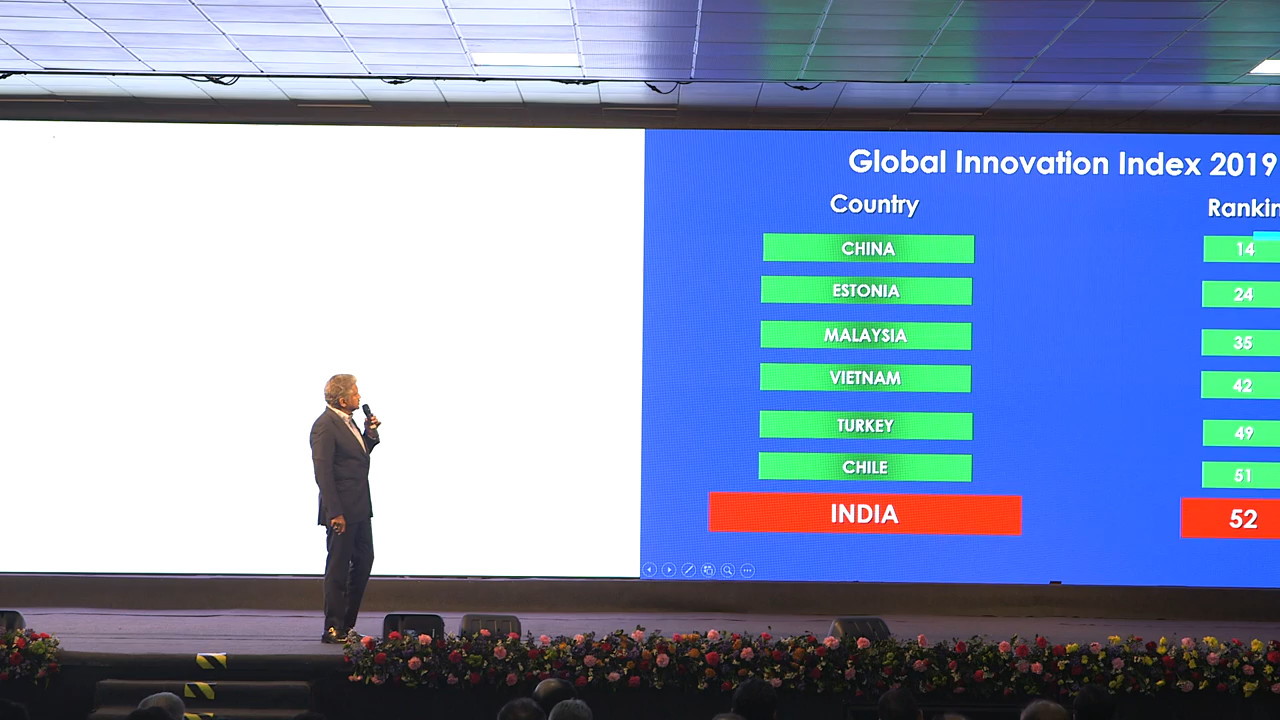 Global Innovation Index 2019
Country Rankin
CHINA 14
ESTONIA 24
MALAYSIA 35
VIETNAM 42
TURKEY 49
CHILE 51
INDIA 52